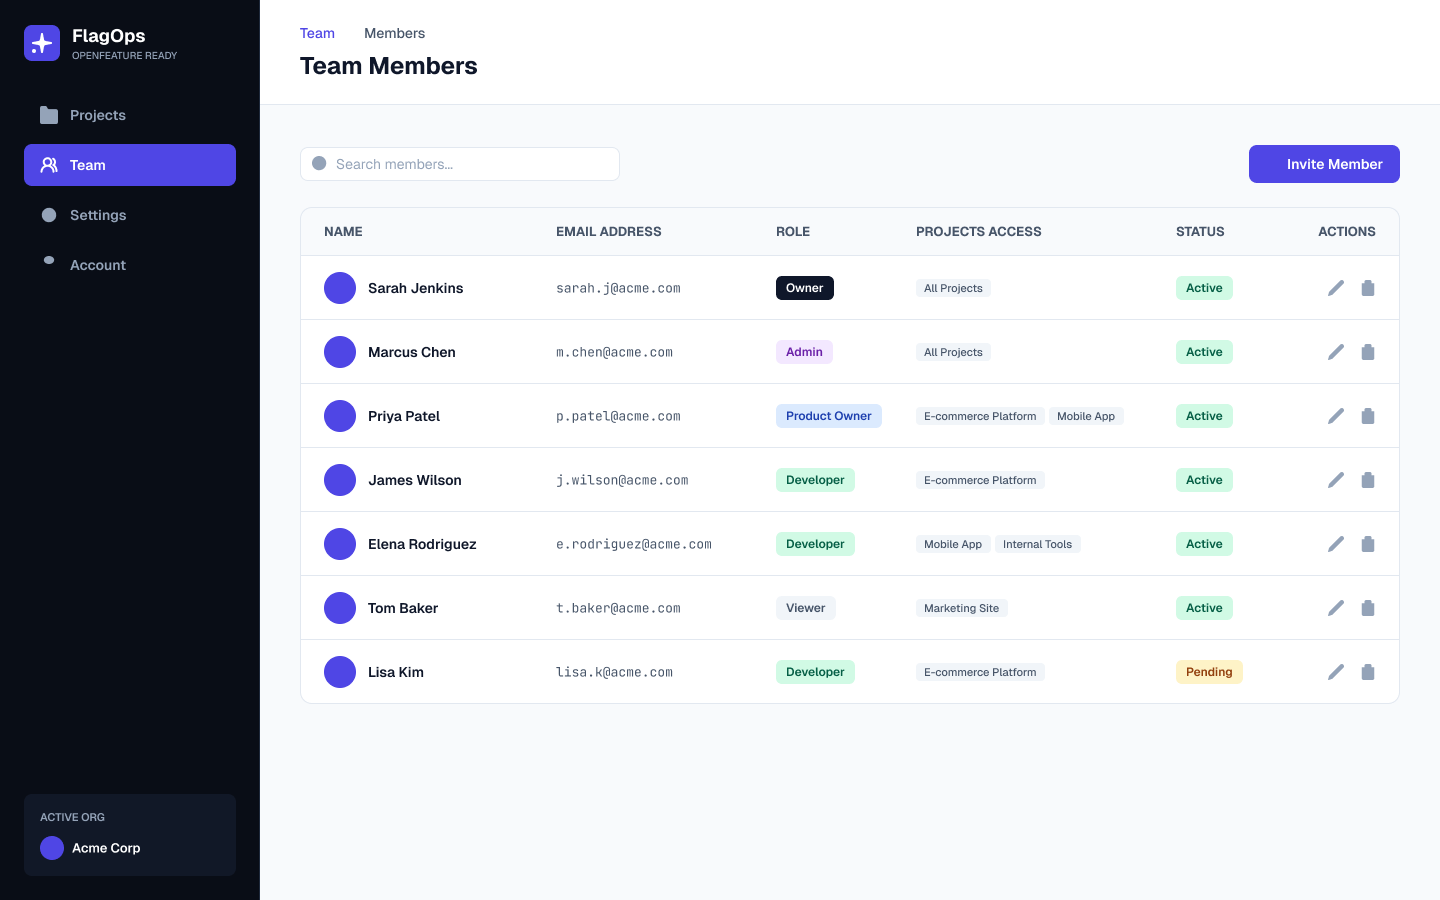 FlagOps
OPENFEATURE READY
Projects
Team
Settings
Account
ACTIVE ORG
Acme Corp
Team Members
Team Members
Search members...
Invite Member
NAME EMAIL ADDRESS ROLE PROJECTS ACCESS STATUS ACTIONS
Sarah Jenkins sarah.j@acme.com Owner All Projects Active
Marcus Chen m.chen@acme.com Admin All Projects Active
Priya Patel p.patel@acme.com Product Owner E-commerce Platform Mobile App Active
James Wilson j.wilson@acme.com Developer E-commerce Platform Active
Elena Rodriguez e.rodriguez@acme.com Developer Mobile App Internal Tools Active
Tom Baker t.baker@acme.com Viewer Marketing Site Active
Lisa Kim lisa.k@acme.com Developer E-commerce Platform Pending